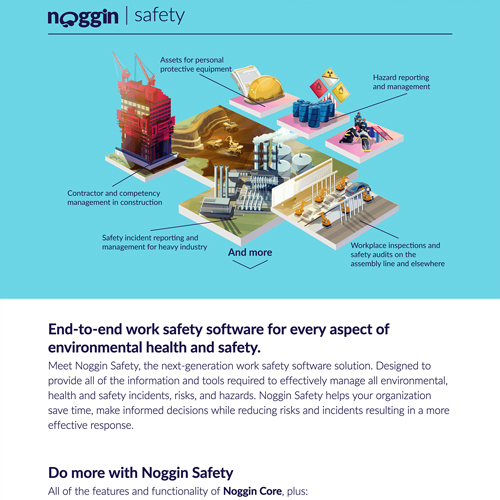 noggin | safety
Assets for personal
protective equipment
Hazard reporting
and management
Contractor and competency
management in construction
Safety incident reporting and
management for heavy industry
And more
Workplace inspections and
safety audits on the
assembly line and elsewhere
End-to-end work safety software for every aspect of
environmental health and safety.
Meet Noggin Safety, the next-generation work safety software solution. Designed to
provide all of the information and tools required to effectively manage all environmental,
health and safety incidents, risks, and hazards. Noggin Safety helps your organization
save time, make informed decisions while reducing risks and incidents resulting in a more
effective response.
Do more with Noggin Safety
All of the features and functionality of Noggin Core, plus: